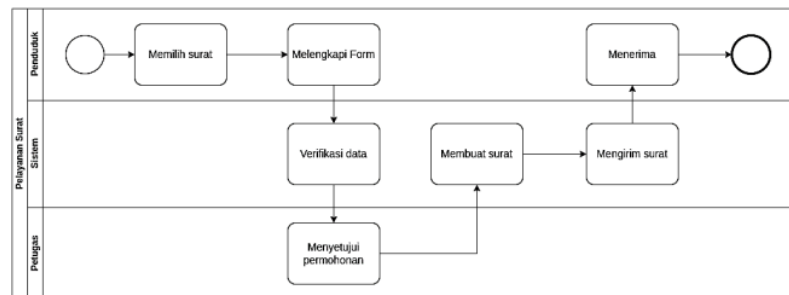 Pelayanan Surat
Penduduk
Memilih surat
Melengkapi Form
Menerima
Sistem
Verifikasi data
Membuat surat
Mengirim surat
Petugas
Menyetujui
permohonan